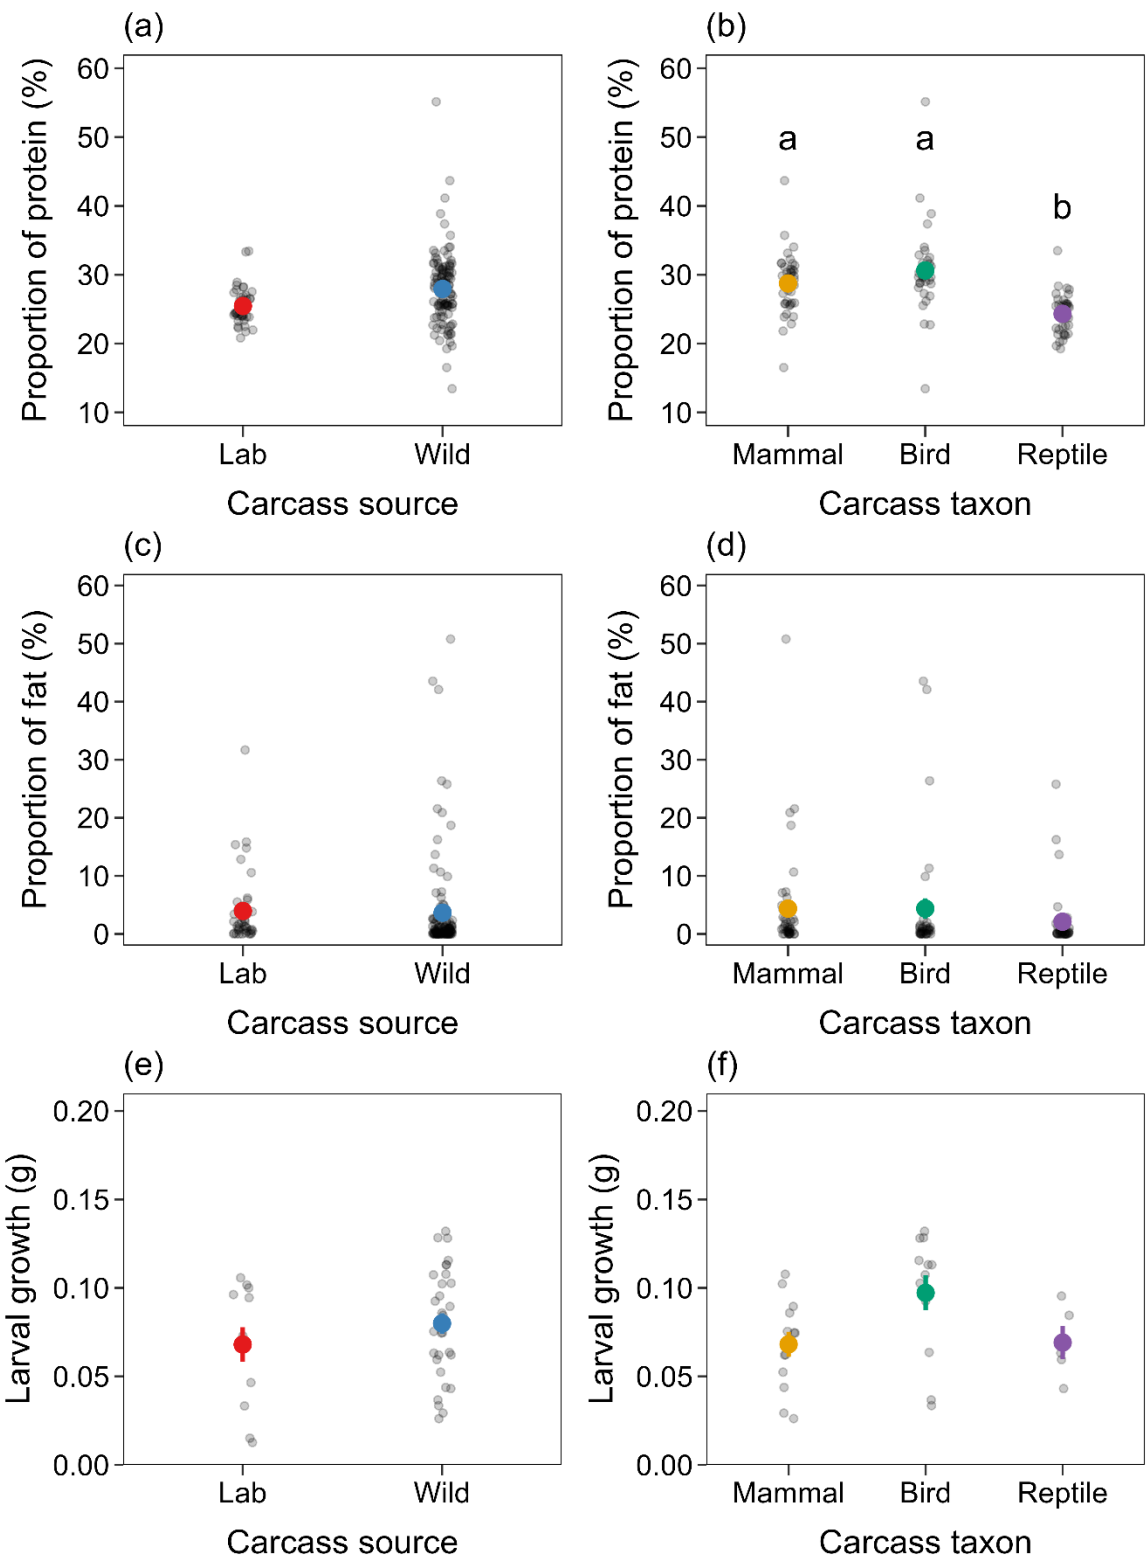 (a)
Proportion of protein (%)
60
50
40
30
20
10
Lab Wild
Carcass source
(b)
Proportion of protein (%)
60
50
40
30
20
10
a a b
Mammal Bird Reptile
Carcass taxon
(c)
Proportion of fat (%)
60
50
40
30
20
10
0
Lab Wild
Carcass source
(d)
Proportion of fat (%)
60
50
40
30
20
10
0
Mammal Bird Reptile
Carcass taxon
(e)
Larval growth (g)
0.20
0.15
0.10
0.05
0.00
Lab Wild
Carcass source
(f)
Larval growth (g)
0.20
0.15
0.10
0.05
0.00
Mammal Bird Reptile
Carcass taxon